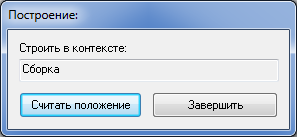 Построение:
Строить в контексте:
Сборка
Считать положение
Завершить